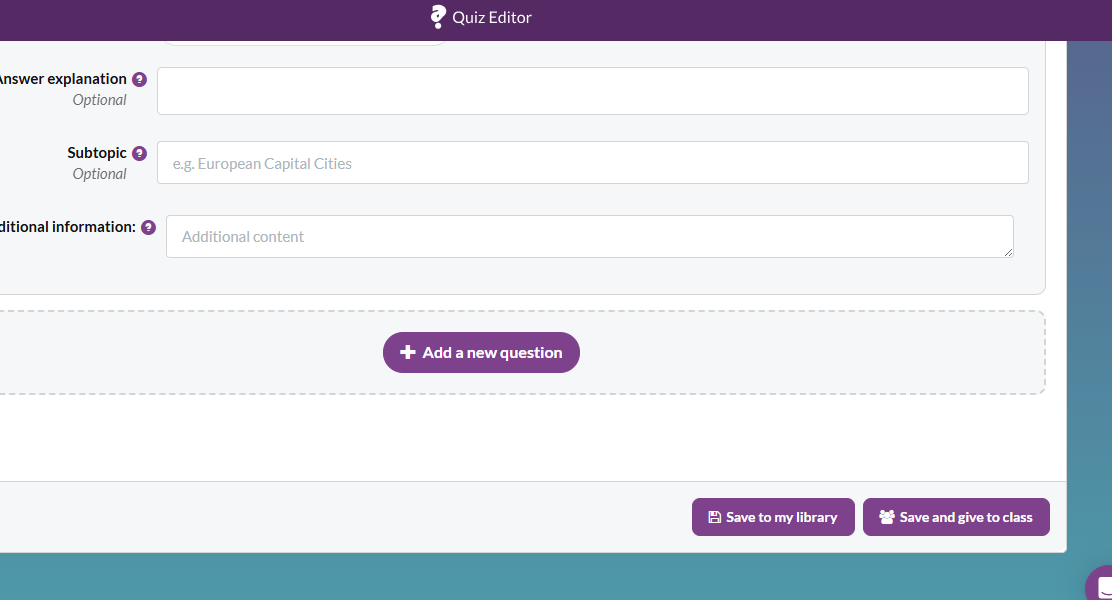 Quiz Editor
Answer explanation
Optional
Subtopic
Optional
e.g. European Capital Cities
ditional information:
Additional content
Add a new question
Save to my library
Save and give to class